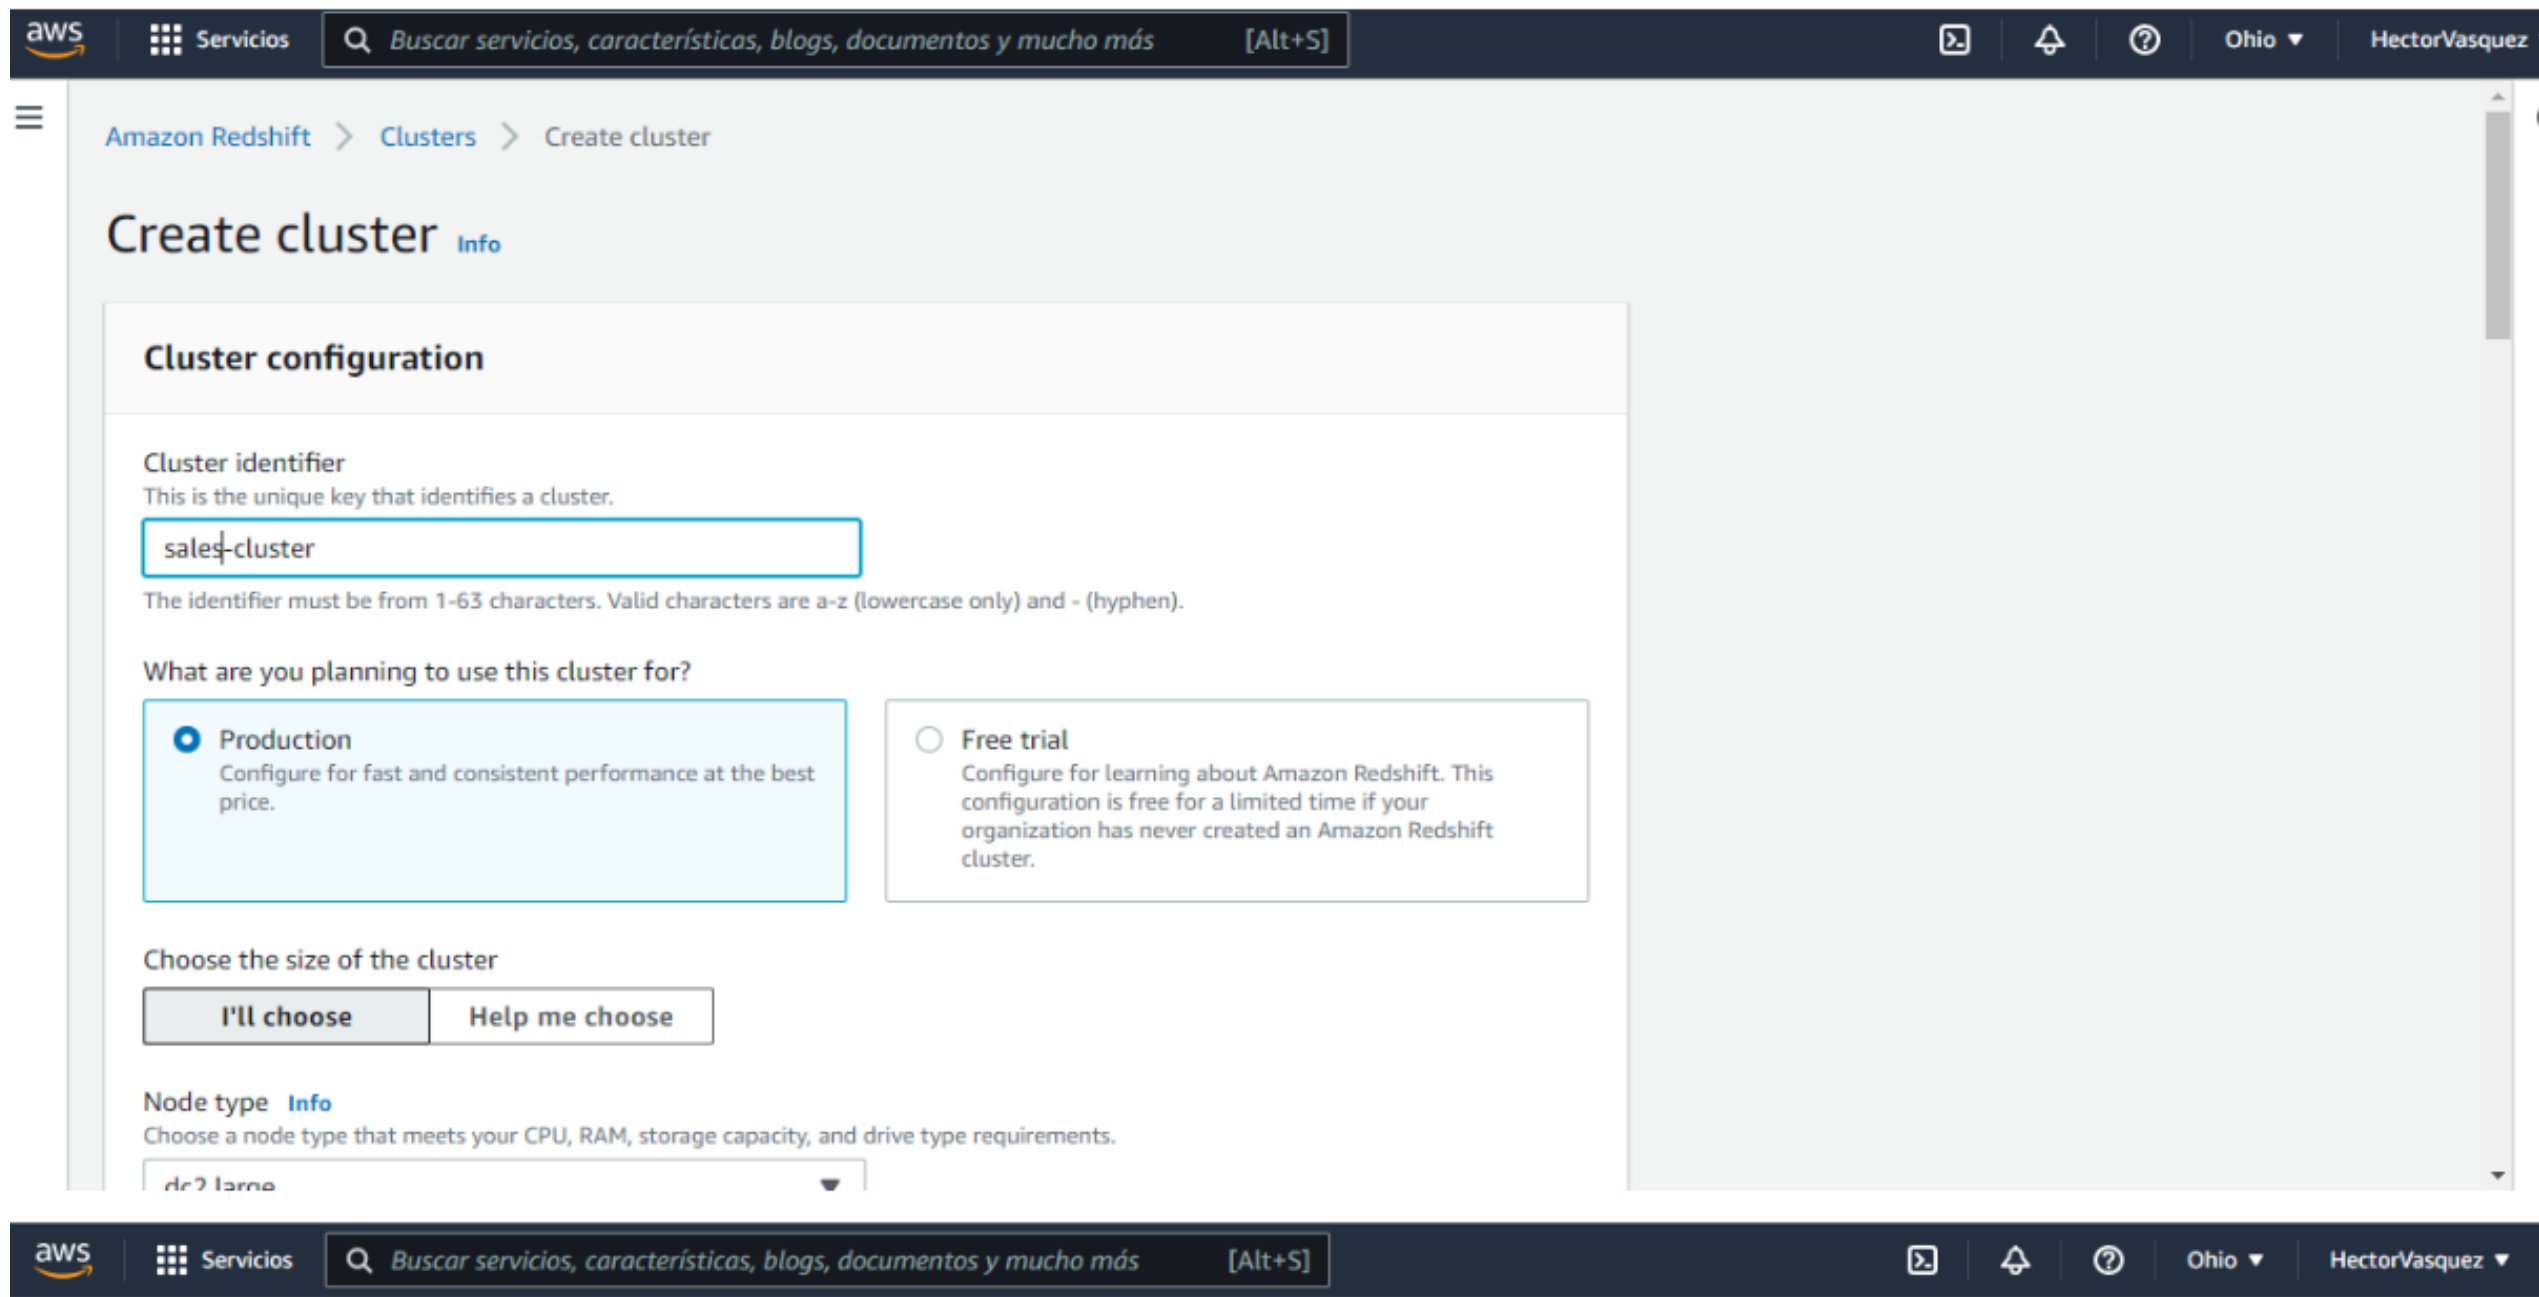 aws Servicios Buscar servicios, características, blogs, documentos y mucho más [Alt+S] Ohio HectorVasquez
Amazon Redshift > Clusters > Create cluster
Create cluster Info
Cluster configuration
Cluster identifier
This is the unique key that identifies a cluster.
sales-cluster
The identifier must be from 1-63 characters. Valid characters are a-z (lowercase only) and - (hyphen).
What are you planning to use this cluster for?
Production
Configure for fast and consistent performance at the best
price.
Free trial
Configure for learning about Amazon Redshift. This
configuration is free for a limited time if your
organization has never created an Amazon Redshift
cluster.
Choose the size of the cluster
I'll choose Help me choose
Node type Info
Choose a node type that meets your CPU, RAM, storage capacity, and drive type requirements.
dc2.large
aws Servicios Buscar servicios, características, blogs, documentos y mucho más [Alt+S] Ohio HectorVasquez